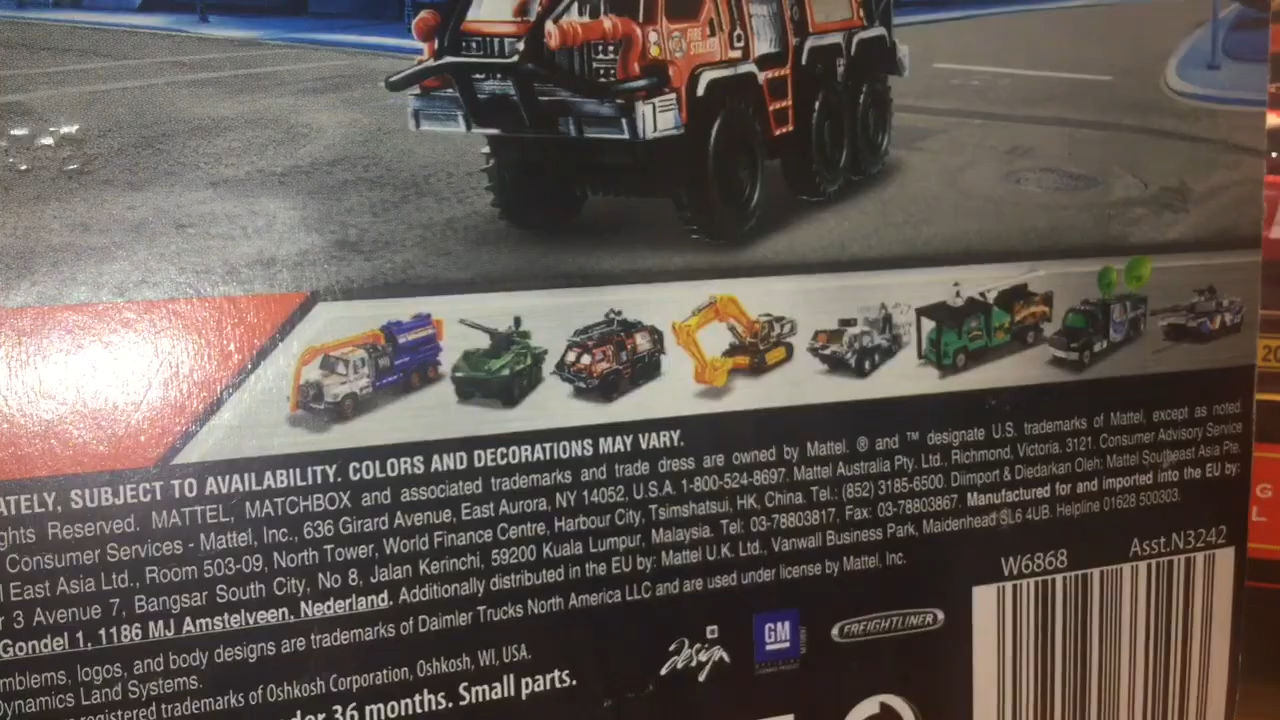 FIRE
STALKER
ATELY, SUBJECT TO AVAILABILITY. COLORS AND DECORATIONS MAY VARY.
ghts Reserved. MATTEL, MATCHBOX and associated trademarks and trade dress are owned by Mattel. ® and ™ designate U.S. trademarks of Mattel, except as noted.
Consumer Services - Mattel, Inc., 636 Girard Avenue, East Aurora, NY 14052, U.S.A. 1-800-524-8697. Mattel Australia Pty. Ltd., Richmond, Victoria. 3121. Consumer Advisory Service
l East Asia Ltd., Room 503-09, North Tower, World Finance Centre, Harbour City, Tsimshatsui, HK, China. Tel.: (852) 3185-6500. Diimport & Diedarkan Oleh: Mattel Southeast Asia Pte.
r 3 Avenue 7, Bangsar South City, No 8, Jalan Kerinchi, 59200 Kuala Lumpur, Malaysia. Tel: 03-78803817, Fax: 03-78803867. Manufactured for and imported into the EU by:
Gondel 1, 1186 MJ Amstelveen, Nederland. Additionally distributed in the EU by: Mattel U.K. Ltd., Vanwall Business Park, Maidenhead SL6 4UB. Helpline 01628 500303.
mblems, logos, and body designs are trademarks of Daimler Trucks North America LLC and are used under license by Mattel, Inc.
Dynamics Land Systems.
registered trademarks of Oshkosh Corporation, Oshkosh, WI, USA.
der 36 months. Small parts.
design
GM
FREIGHTLINER
W6868
Asst.N3242
20
G
L